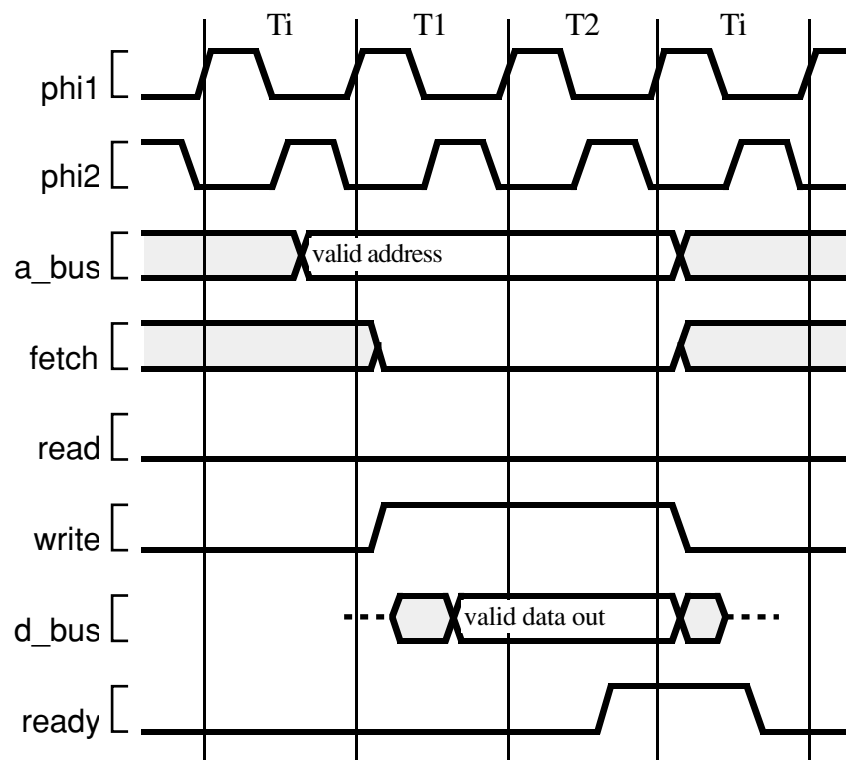 Ti T1 T2 Ti
phi1
phi2
a_bus valid address
fetch
read
write
d_bus valid data out
ready